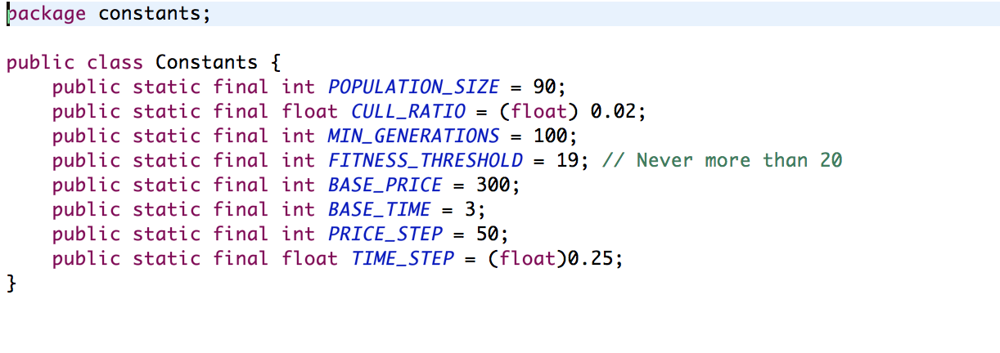 package constants;
public class Constants {
public static final int POPULATION_SIZE = 90;
public static final float CULL_RATIO = (float) 0.02;
public static final int MIN_GENERATIONS = 100;
public static final int FITNESS_THRESHOLD = 19; // Never more than 20
public static final int BASE_PRICE = 300;
public static final int BASE_TIME = 3;
public static final int PRICE_STEP = 50;
public static final float TIME_STEP = (float)0.25;
}